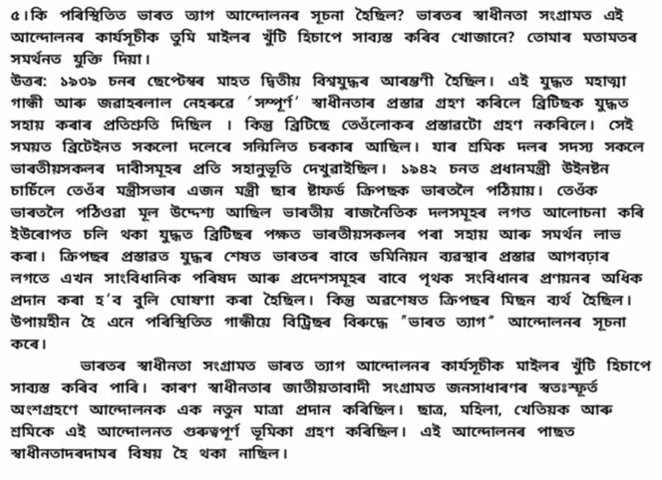 ৫।কি পৰিস্থিতিত ভাৰত ত্যাগ আন্দোলনৰ সূচনা হৈছিল? ভাৰতৰ স্বাধীনতা সংগ্ৰামত এই
আন্দোলনৰ কাৰ্যসূচীক তুমি মাইলৰ খুঁটি হিচাপে সাব্যস্ত কৰিব খোজানে? তোমাৰ মতামতৰ
সমৰ্থনত যুক্তি দিয়া।
উত্তৰ: ১৯৩৯ চনৰ ছেপ্টেম্বৰ মাহত দ্বিতীয় বিশ্বযুদ্ধৰ আৰম্ভণী হৈছিল। এই যুদ্ধত মহাত্মা
গান্ধী আৰু জৱাহৰলাল নেহৰুৱে 'সম্পূৰ্ণ' স্বাধীনতাৰ প্ৰস্তাৱ গ্ৰহণ কৰিলে ব্ৰিটিছক যুদ্ধত
সহায় কৰাৰ প্ৰতিশ্ৰুতি দিছিল । কিন্তু ব্ৰিটিছে তেওঁলোকৰ প্ৰস্তাৱটো গ্ৰহণ নকৰিলে। সেই
সময়ত ব্ৰিটেইনত সকলো দলেৰে সন্মিলিত চৰকাৰ আছিল। যাৰ শ্ৰমিক দলৰ সদস্য সকলে
ভাৰতীয়সকলৰ দাবীসমূহৰ প্ৰতি সহানুভূতি দেখুৱাইছিল। ১৯৪২ চনত প্ৰধানমন্ত্ৰী উইনষ্টন
চাৰ্চিলে তেওঁৰ মন্ত্ৰীসভাৰ এজন মন্ত্ৰী ছাৰ ষ্টাফৰ্ড ক্ৰিপছক ভাৰতলৈ পঠিয়ায়। তেওঁক
ভাৰতলৈ পঠিওৱা মূল উদ্দেশ্য আছিল ভাৰতীয় ৰাজনৈতিক দলসমূহৰ লগত আলোচনা কৰি
ইউৰোপত চলি থকা যুদ্ধত ব্ৰিটিছৰ পক্ষত ভাৰতীয়সকলৰ পৰা সহায় আৰু সমৰ্থন লাভ
কৰা। ক্ৰিপছৰ প্ৰস্তাৱত যুদ্ধৰ শেষত ভাৰতৰ বাবে ডমিনিয়ন ব্যৱস্থাৰ প্ৰস্তাৱ আগবঢ়াৰ
লগতে এখন সাংবিধানিক পৰিষদ আৰু প্ৰদেশসমূহৰ বাবে পৃথক সংবিধানৰ প্ৰণয়নৰ অধিক
প্ৰদান কৰা হ'ব বুলি ঘোষণা কৰা হৈছিল। কিন্তু অৱশেষত ক্ৰিপছৰ মিছন ব্যৰ্থ হৈছিল।
উপায়হীন হৈ এনে পৰিস্থিতিত গান্ধীয়ে বিট্ৰিছৰ বিৰুদ্ধে "ভাৰত ত্যাগ" আন্দোলনৰ সূচনা
কৰে।
ভাৰতৰ স্বাধীনতা সংগ্ৰামত ভাৰত ত্যাগ আন্দোলনৰ কাৰ্যসূচীক মাইলৰ খুঁটি হিচাপে
সাব্যস্ত কৰিব পাৰি। কাৰণ স্বাধীনতাৰ জাতীয়তাবাদী সংগ্ৰামত জনসাধাৰণৰ স্বতঃস্ফূৰ্ত
অংশগ্ৰহণে আন্দোলনক এক নতুন মাত্ৰা প্ৰদান কৰিছিল। ছাত্ৰ, মহিলা, খেতিয়ক আৰু
শ্ৰমিকে এই আন্দোলনত গুৰুত্বপূৰ্ণ ভূমিকা গ্ৰহণ কৰিছিল। এই আন্দোলনৰ পাছত
স্বাধীনতাদৰদামৰ বিষয় হৈ থকা নাছিল।